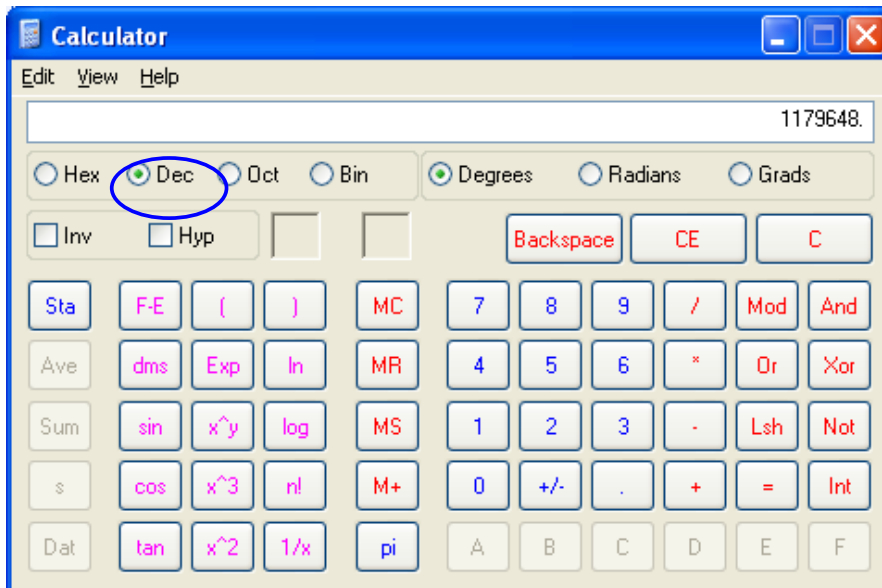 Calculator
Edit View Help
1179648.
Hex Dec Oct Bin Degrees Radians Grads
Inv Hyp Backspace CE C
Sta F-E ( ) MC 7 8 9 / Mod And
Ave dms Exp ln MR 4 5 6 * Or Xor
Sum sin x^y log MS 1 2 3 - Lsh Not
s cos x^3 n! M+ 0 +/- . + = Int
Dat tan x^2 1/x pi A B C D E F